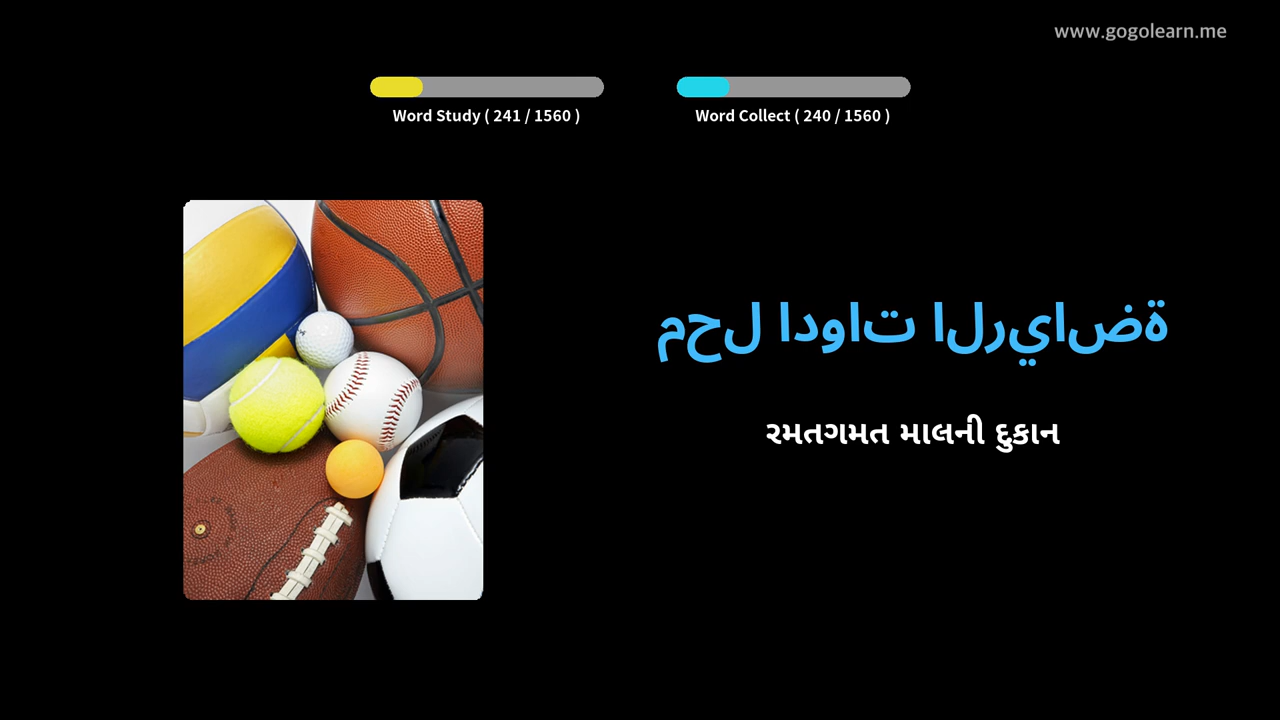 www.gogolearn.me
Word Study ( 241 / 1560 )
Word Collect ( 240 / 1560 )
محل ادوات الرياضة
રમતગમત માલની દુકાન